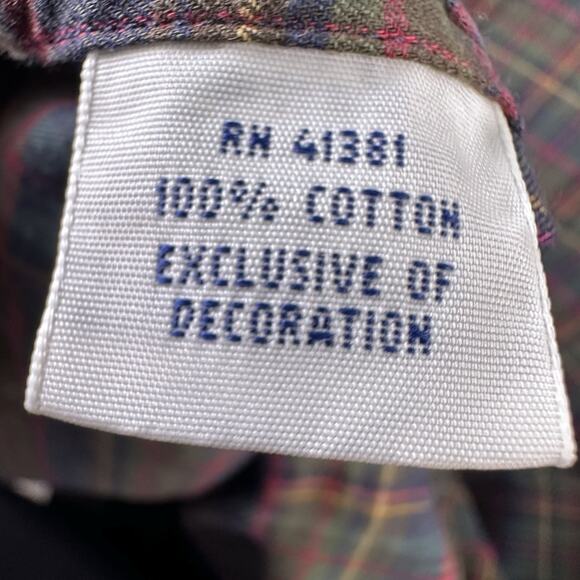 RN 41381
100% COTTON
EXCLUSIVE OF
DECORATION